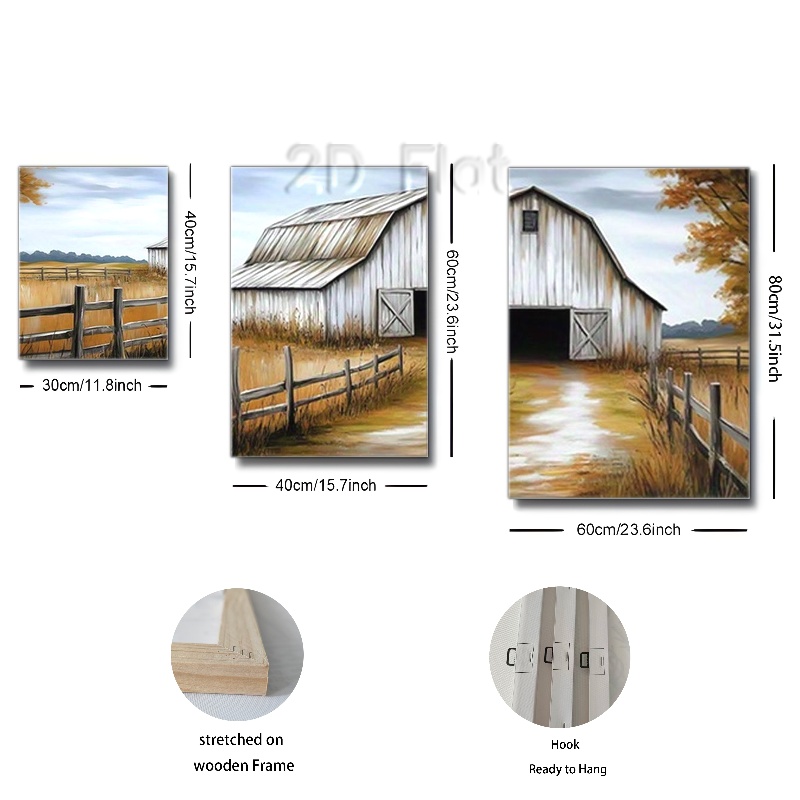 2D Flat
40cm/15.7inch
30cm/11.8inch
60cm/23.6inch
40cm/15.7inch
80cm/31.5inch
60cm/23.6inch
stretched on
wooden Frame
Hook
Ready to Hang